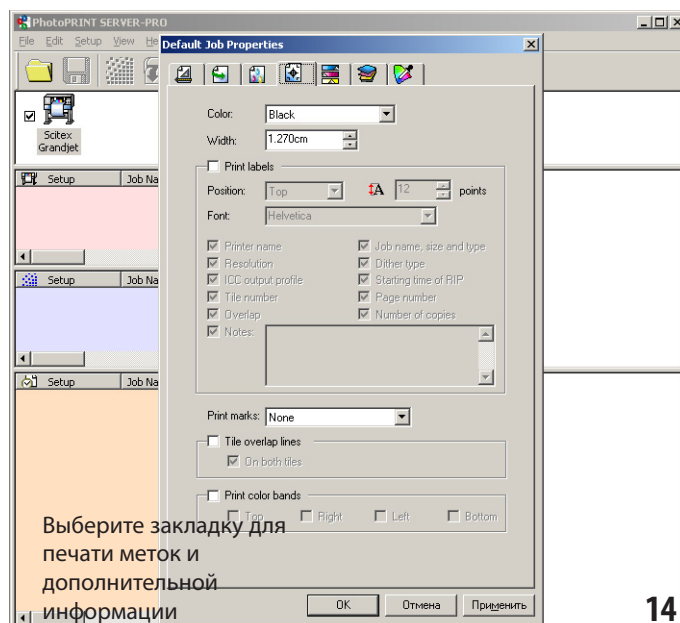 PhotoPRINT SERVER-PRO
File Edit Setup View He
Default Job Properties
Scitex
Grandjet
Color: Black
Width: 1.270cm
Print labels
Position: Top 12 points
Font: Helvetica
Printer name Job name, size and type
Resolution Dither type
ICC output profile Starting time of RIP
Tile number Page number
Overlap Number of copies
Notes:
Setup Job Na
Setup Job Na
Setup Job Na
Print marks: None
Tile overlap lines
On both tiles
Print color bands
Top Right Left Bottom
Выберите закладку для
печати меток и
дополнительной
информации
OK Отмена Применить
14